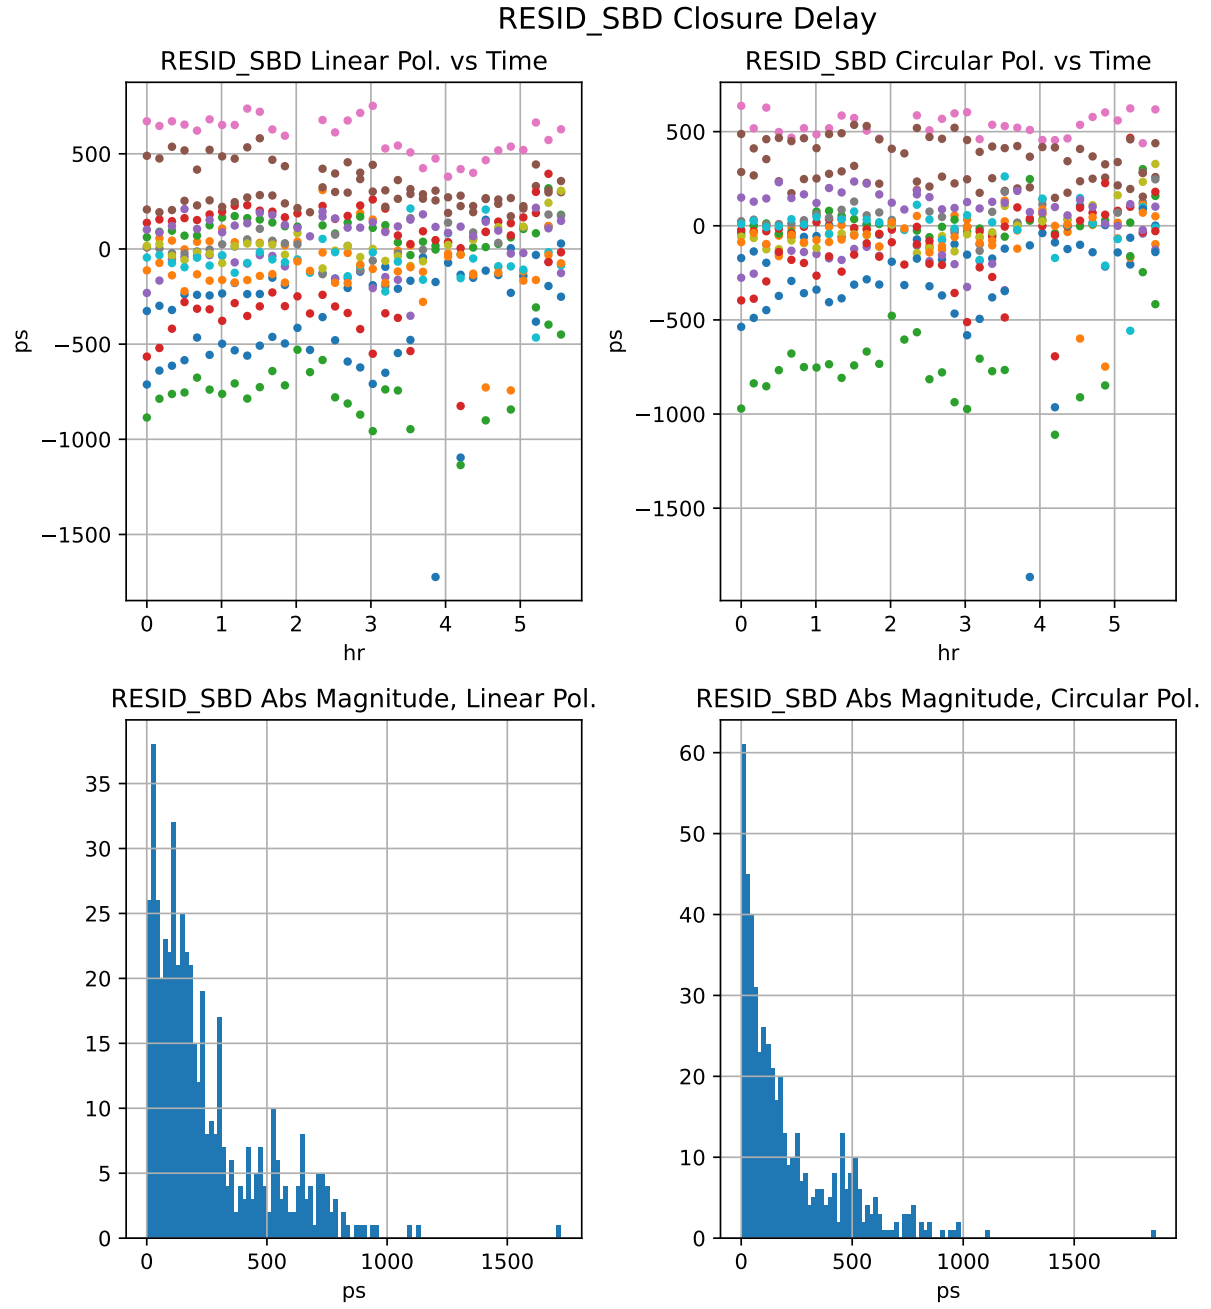 RESID_SBD Closure Delay
RESID_SBD Linear Pol. vs Time
500
0
−500
−1000
−1500
ps
0 1 2 3 4 5
hr
RESID_SBD Circular Pol. vs Time
500
0
−500
−1000
−1500
ps
0 1 2 3 4 5
hr
RESID_SBD Abs Magnitude, Linear Pol.
35
30
25
20
15
10
5
0
0 500 1000 1500
ps
RESID_SBD Abs Magnitude, Circular Pol.
60
50
40
30
20
10
0
0 500 1000 1500
ps